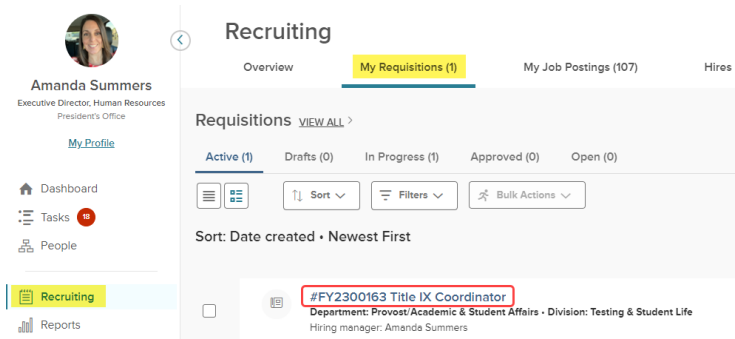 Recruiting
Overview My Requisitions (1) My Job Postings (107) Hires
Amanda Summers
Executive Director, Human Resources
President's Office
My Profile
Dashboard
Tasks 18
People
Recruiting
Reports
Requisitions VIEW ALL >
Active (1) Drafts (0) In Progress (1) Approved (0) Open (0)
Sort Filters Bulk Actions
Sort: Date created • Newest First
#FY2300163 Title IX Coordinator
Department: Provost/Academic & Student Affairs • Division: Testing & Student Life
Hiring manager: Amanda Summers